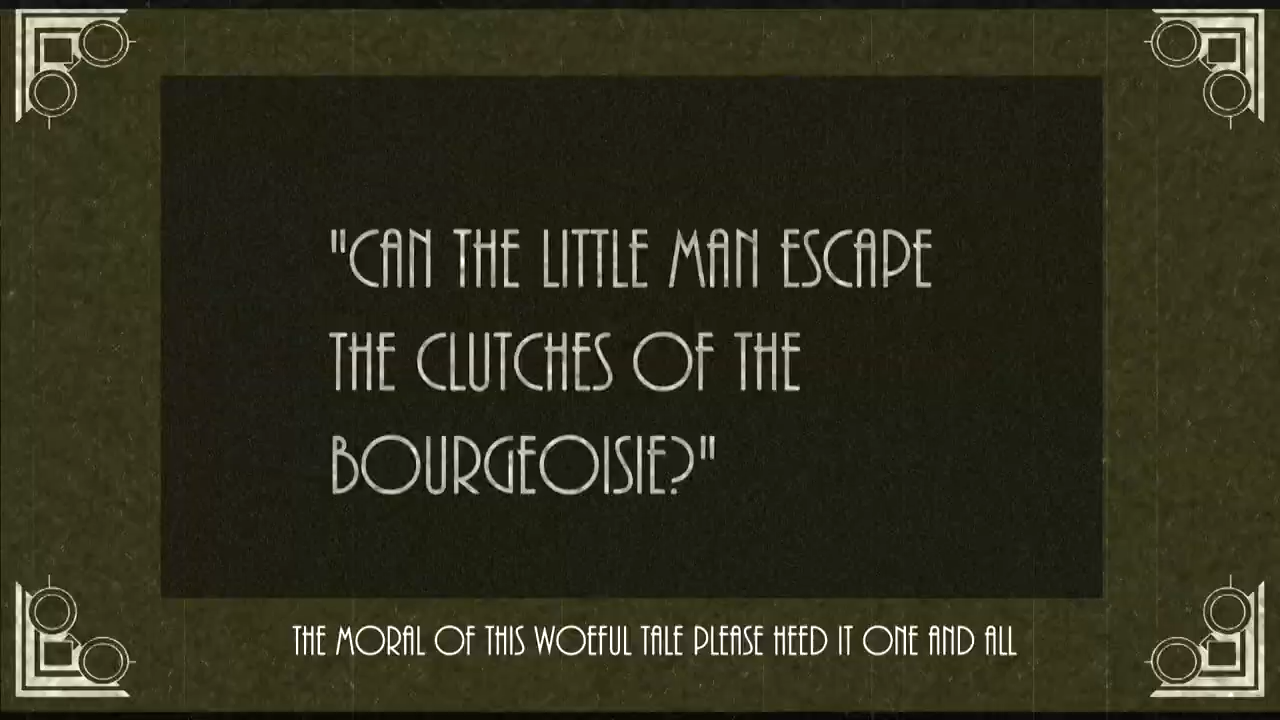 "CAN THE LITTLE MAN ESCAPE
THE CLUTCHES OF THE
BOURGEOISIE?"
THE MORAL OF THIS WOEFUL TALE PLEASE HEED IT ONE AND ALL